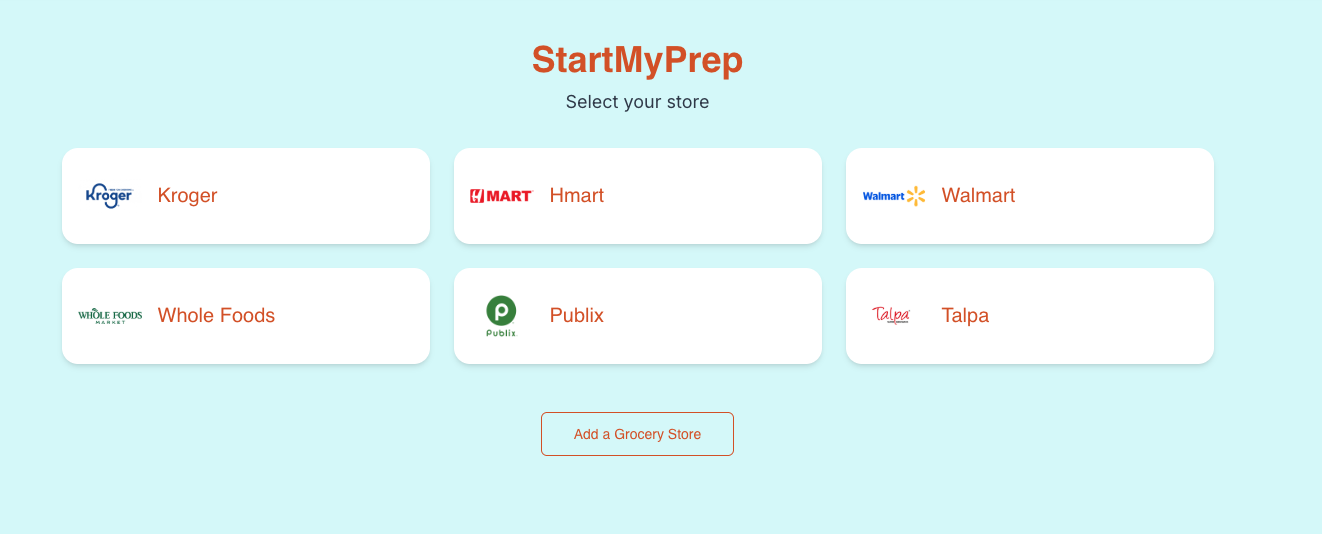 StartMyPrep
Select your store
Kroger Kroger
H MART Hmart
Walmart Walmart
WHOLE FOODS
MARKET
Whole Foods
P
Publix
Publix
Talpa Talpa
Add a Grocery Store